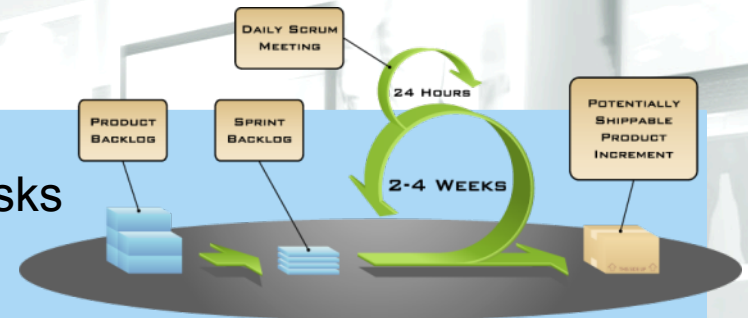 DAILY SCRUM
MEETING
24 HOURS
PRODUCT
BACKLOG
SPRINT
BACKLOG
POTENTIALLY
SHIPPABLE
PRODUCT
INCREMENT
sks
2-4 WEEKS